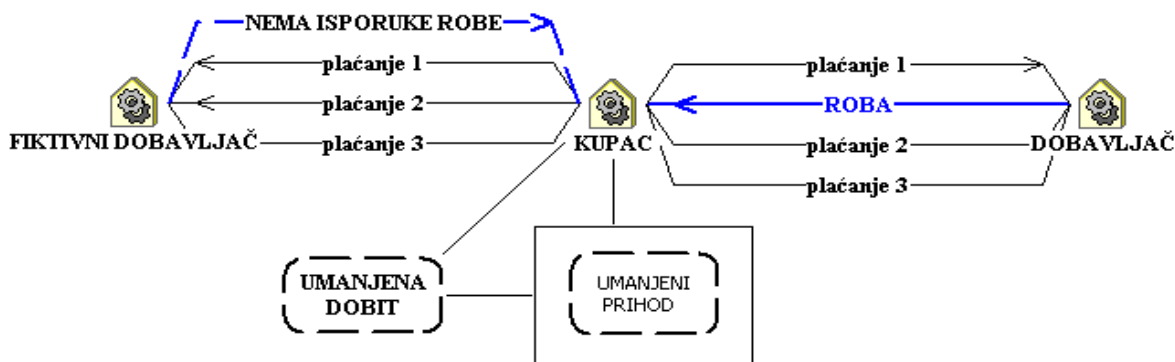 NEMA ISPORUKE ROBE
plaćanje 1
plaćanje 2
plaćanje 3
FIKTIVNI DOBAVLJAČ
KUPAC
plaćanje 1
ROBA
plaćanje 2
plaćanje 3
DOBAVLJAČ
UMANJENA
DOBIT
UMANJENI
PRIHOD